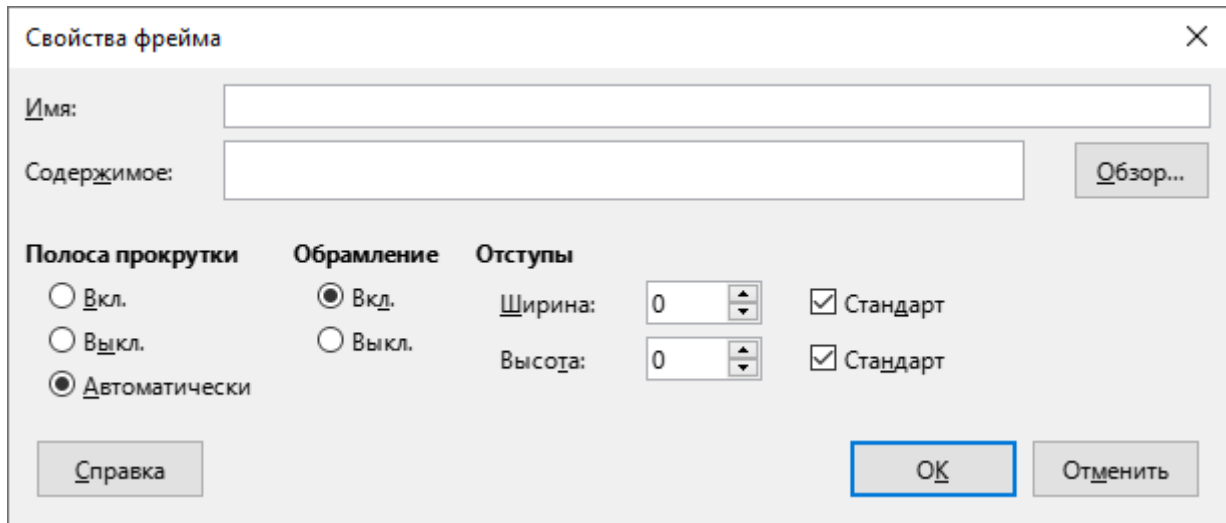 Свойства фрейма
Имя:
Содержимое: Обзор...
Полоса прокрутки Обрамление Отступы
Вкл. Вкл. Ширина: 0 Стандарт
Выкл. Выкл. Высота: 0 Стандарт
Автоматически
Справка OK Отменить